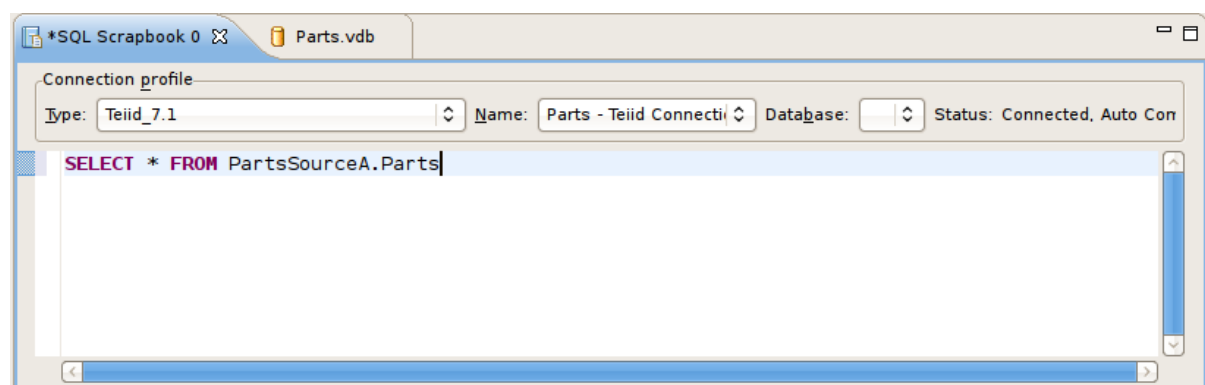 *SQL Scrapbook 0 Parts.vdb
Connection profile
Type: Teiid_7.1 Name: Parts - Teiid Connecti Database: Status: Connected, Auto Com
SELECT * FROM PartsSourceA.Parts